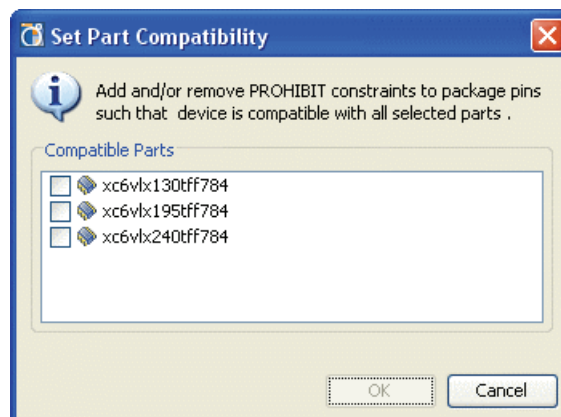 Set Part Compatibility
Add and/or remove PROHIBIT constraints to package pins
such that device is compatible with all selected parts .
Compatible Parts
xc6vlx130tff784
xc6vlx195tff784
xc6vlx240tff784
OK
Cancel